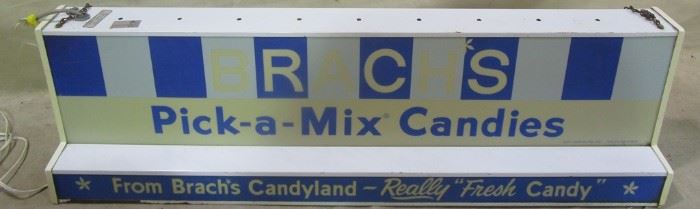 BRACH'S
Pick-a-Mix® Candies
From Brach's Candyland - Really "Fresh Candy"